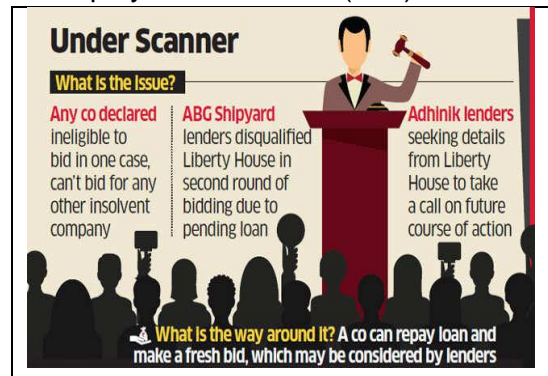 Under Scanner
What is the issue?
Any co declared
ineligible to
bid in one case,
can't bid for any
other insolvent
company
ABG Shipyard
lenders disqualified
Liberty House in
second round of
bidding due to
pending loan
Adhinik lenders
seeking details
from Liberty
House to take
a call on future
course of action
What is the way around it? A co can repay loan and
make a fresh bid, which may be considered by lenders